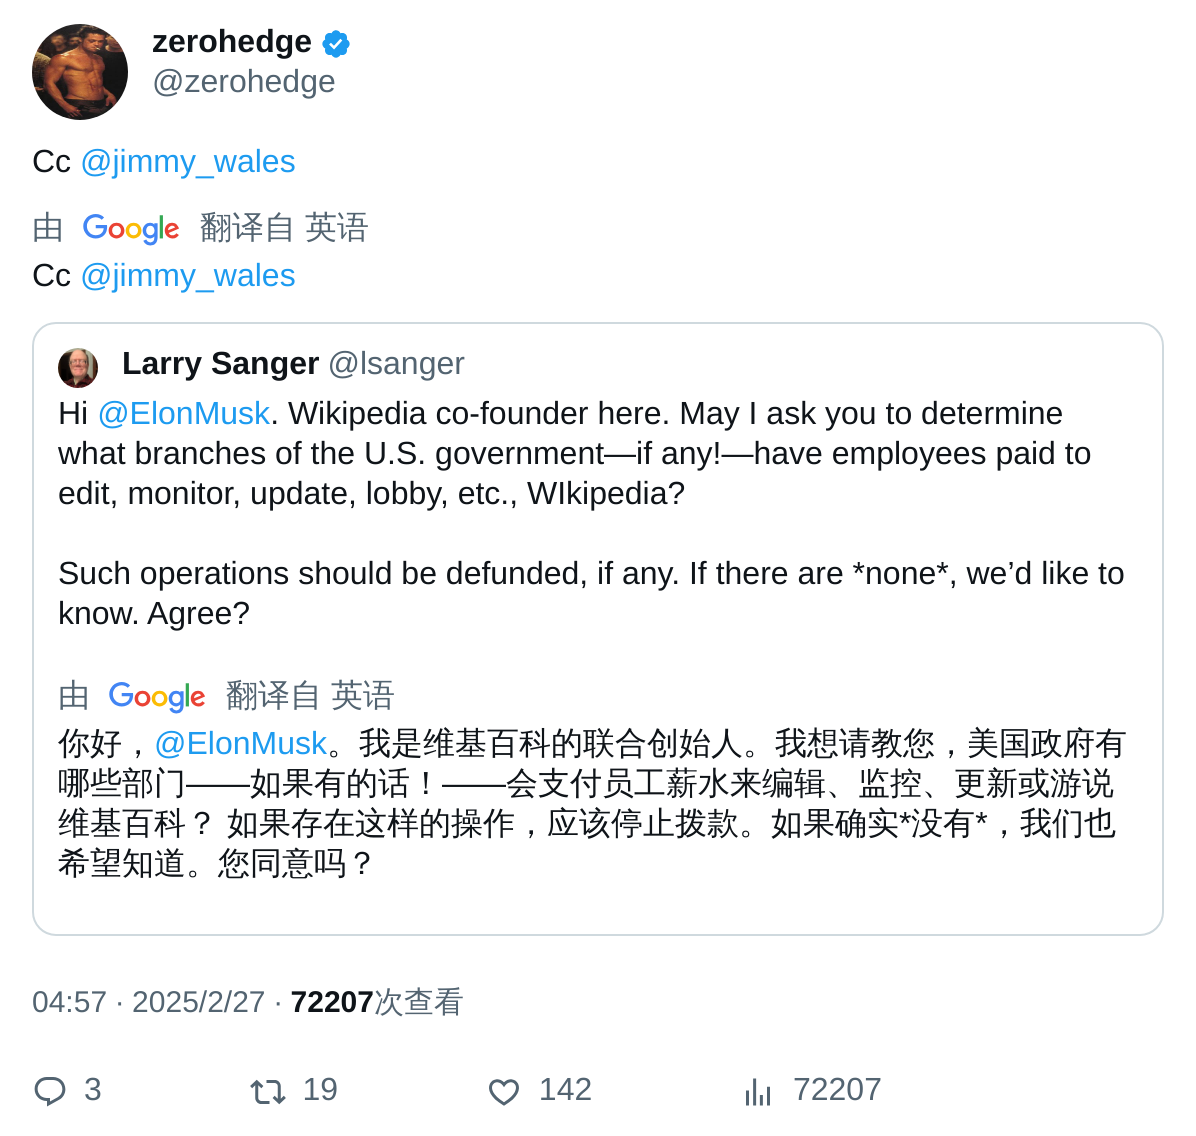 zerohedge
@zerohedge
Cc @jimmy_wales
由 Google 翻译自 英语
Cc @jimmy_wales
Larry Sanger @lsanger
Hi @ElonMusk. Wikipedia co-founder here. May I ask you to determine
what branches of the U.S. government—if any!—have employees paid to
edit, monitor, update, lobby, etc., WIkipedia?
Such operations should be defunded, if any. If there are *none*, we’d like to
know. Agree?
由 Google 翻译自 英语
你好，@ElonMusk。我是维基百科的联合创始人。我想请教您，美国政府有
哪些部门——如果有的话！——会支付员工薪水来编辑、监控、更新或游说
维基百科？ 如果存在这样的操作，应该停止拨款。如果确实*没有*，我们也
希望知道。您同意吗？
04:57 · 2025/2/27 · 72207次查看
3 19 142 72207